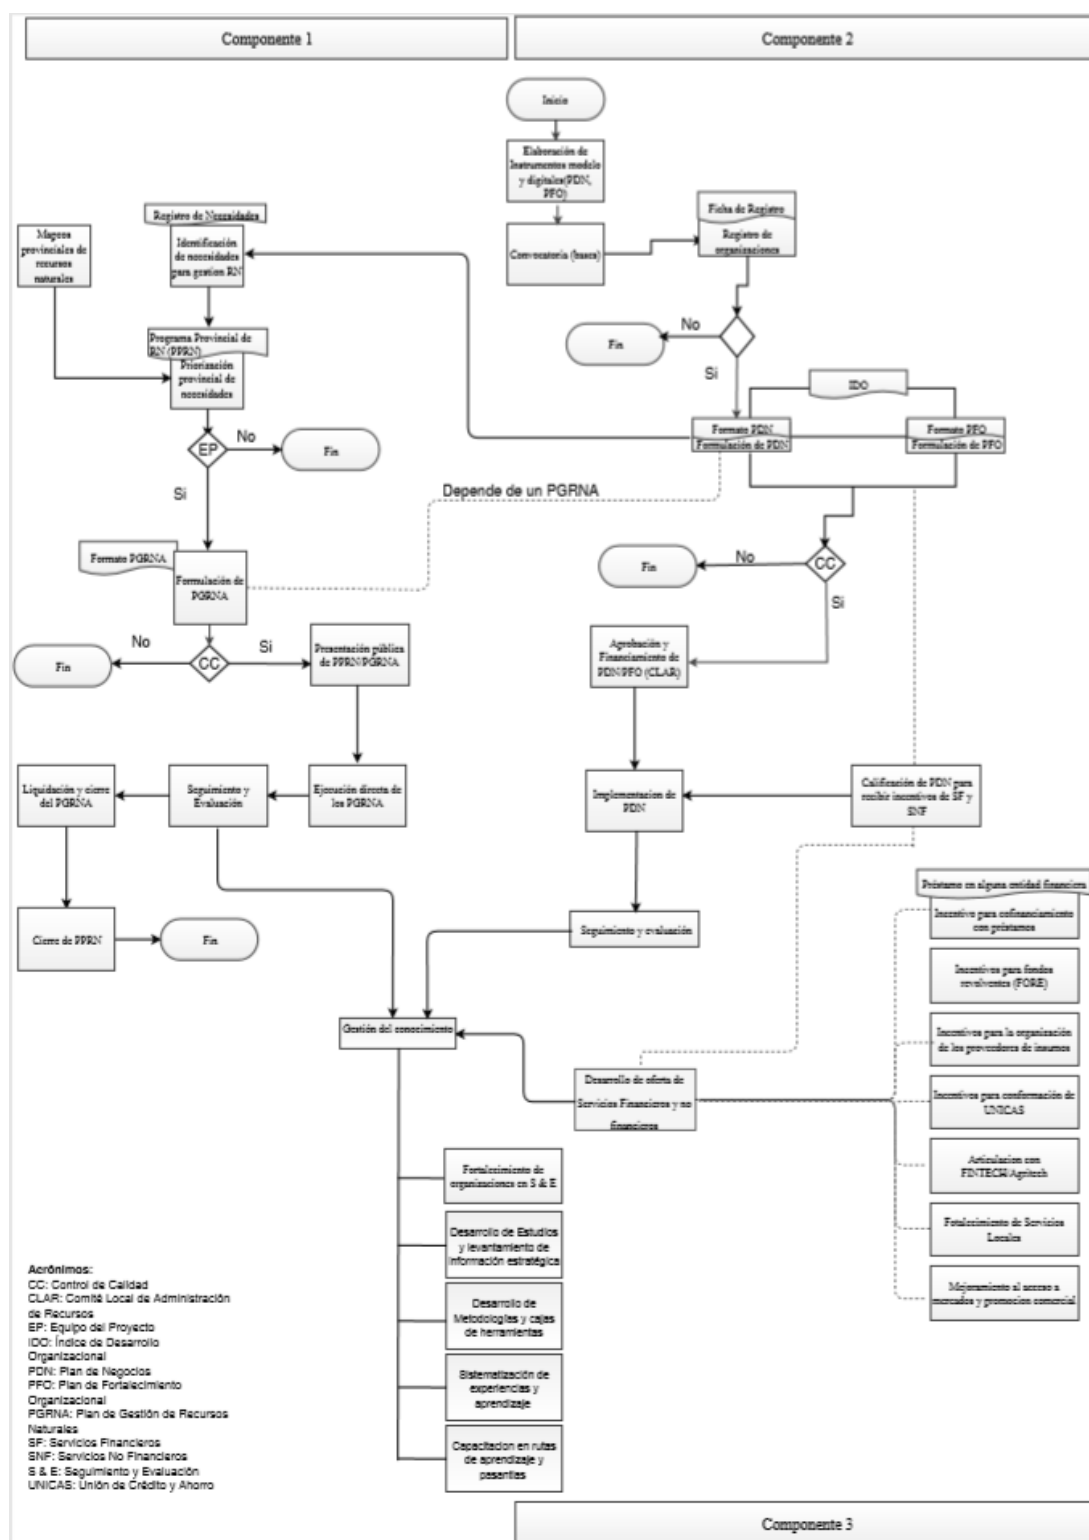 Componente 1
Componente 2
Inicio
Elaboración de
Instrumentos modelo
y digitales(PDN,
PFO)
Convocatoria (bases)
Ficha de Registro
Registro de
organizaciones
No
Fin
Si
IDO
Formato PDN
Formulación de PDN
Formato PFO
Formulación de PFO
Registro de Necesidades
Identificación
de necesidades
para gestion RN
Mapeos
provinciales de
recursos
naturales
Programa Provincial de
RN (PPRN)
Priorización
provincial de
necesidades
EP
No
Fin
Si
Depende de un PGRNA
Formato PGRNA
Formulación de
PGRNA
No
CC
Si
Fin
Presentación pública
de PPRN/PGRNA
No
CC
Fin
Si
Aprobación y
Financiamiento de
PDN/PFO (CLAR)
Liquidación y cierre
del PGRNA
Seguimiento y
Evaluación
Ejecución directa de
los PGRNA
Implementacion de
PDN
Calificación de PDN para
recibir incentivos de SF y
SNF
Cierre de PPRN
Fin
Seguimiento y evaluación
Préstamo en alguna entidad financiera
Incentivo para cofinanciamiento
con préstamos
Incentivos para fondos
revolventes (FORE)
Incentivos para la organización
de los proveedores de insumos
Incentivos para conformación de
UNICAS
Articulacion con
FINTECH/Agritech
Fotalecimiento de Servicios
Locales
Mejoramiento al acceso a
mercados y promocion comercial
Gestión del conocimiento
Desarrollo de oferta de
Servicios Financieros y no
financieros
Fortalecimiento de
organizaciones en S & E
Desarrollo de Estudios
y levantamiento de
información estratégica
Desarrollo de
Metodologías y cajas
de herramientas
Sistematización de
experiencias y
aprendizaje
Capacitacion en rutas
de aprendizaje y
pasantías
Acrónimos:
CC: Control de Calidad
CLAR: Comité Local de Administración
de Recursos
EP: Equipo del Proyecto
IDO: Índice de Desarrollo
Organizacional
PDN: Plan de Negocios
PFO: Plan de Fortalecimiento
Organizacional
PGRNA: Plan de Gestión de Recursos
Naturales
SF: Servicios Financieros
SNF: Servicios No Financieros
S & E: Seguimiento y Evaluación
UNICAS: Unión de Crédito y Ahorro
Componente 3